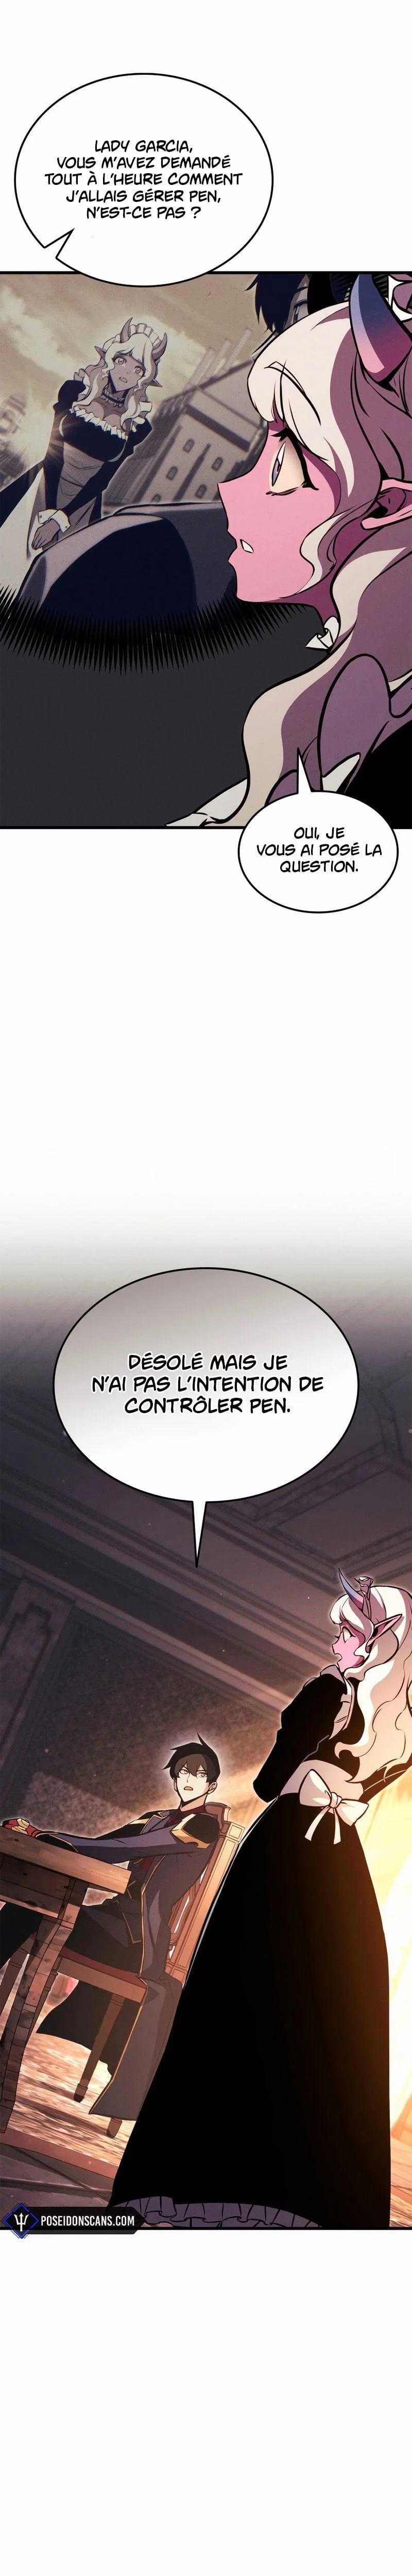 LADY GARCIA,
VOUS M'AVEZ DEMANDÉ
TOUT À L'HEURE COMMENT
J'ALLAIS GÉRER PEN,
N'EST-CE PAS ?
OUI, JE
VOUS AI POSÉ LA
QUESTION.
DÉSOLÉ MAIS JE
N'AI PAS L'INTENTION DE
CONTRÔLER PEN.
POSEIDONSCANS.COM